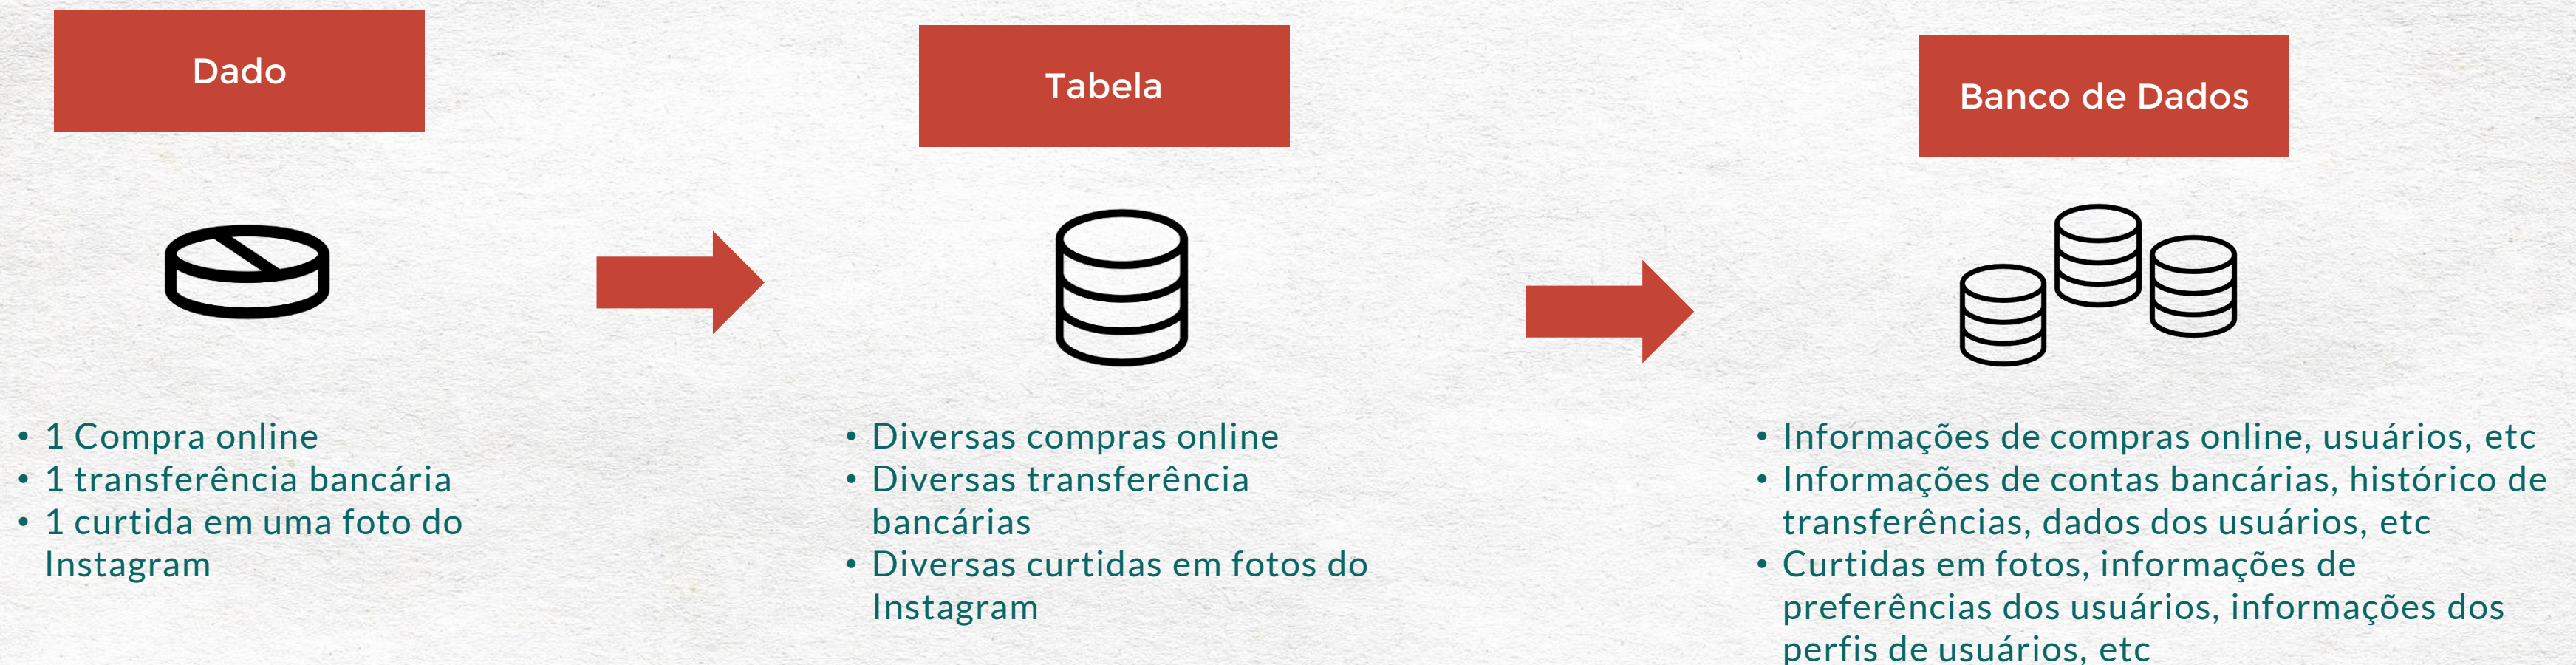 Dado
• 1 Compra online
• 1 transferência bancária
• 1 curtida em uma foto do
Instagram
Tabela
• Diversas compras online
• Diversas transferência
bancárias
• Diversas curtidas em fotos do
Instagram
Banco de Dados
• Informações de compras online, usuários, etc
• Informações de contas bancárias, histórico de
transferências, dados dos usuários, etc
• Curtidas em fotos, informações de
preferências dos usuários, informações dos
perfis de usuários, etc